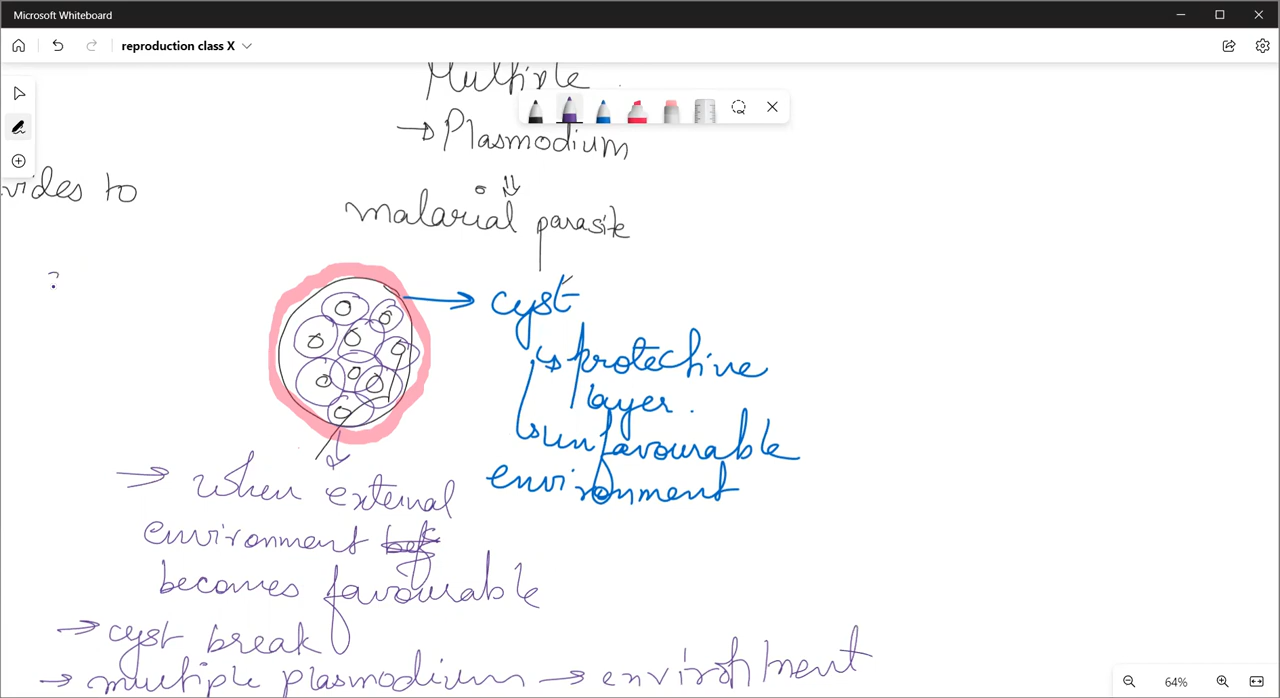 Microsoft Whiteboard
reproduction class X
Multiple
→ Plasmodium
vides to
malarial parasite
?
→ cyst
↳ protective
layer.
↳ unfavourable
environment
→ when external
environment
becomes favourable
→ cyst break
→ multiple plasmodium → environment
64%